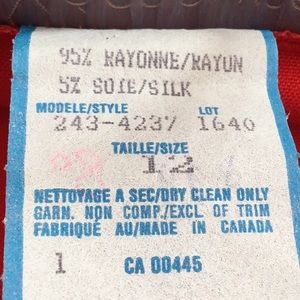 95% RAYONNE/RAYON
5% SOIE/SILK
MODELE/STYLE LOT
243-4237 1640
TAILLE/SIZE
12
NETTOYAGE A SEC/DRY CLEAN ONLY
GARN. NON COMP./EXCL OF TRIM
FABRIQUÉ AU/MADE IN CANADA
1 CA 00445